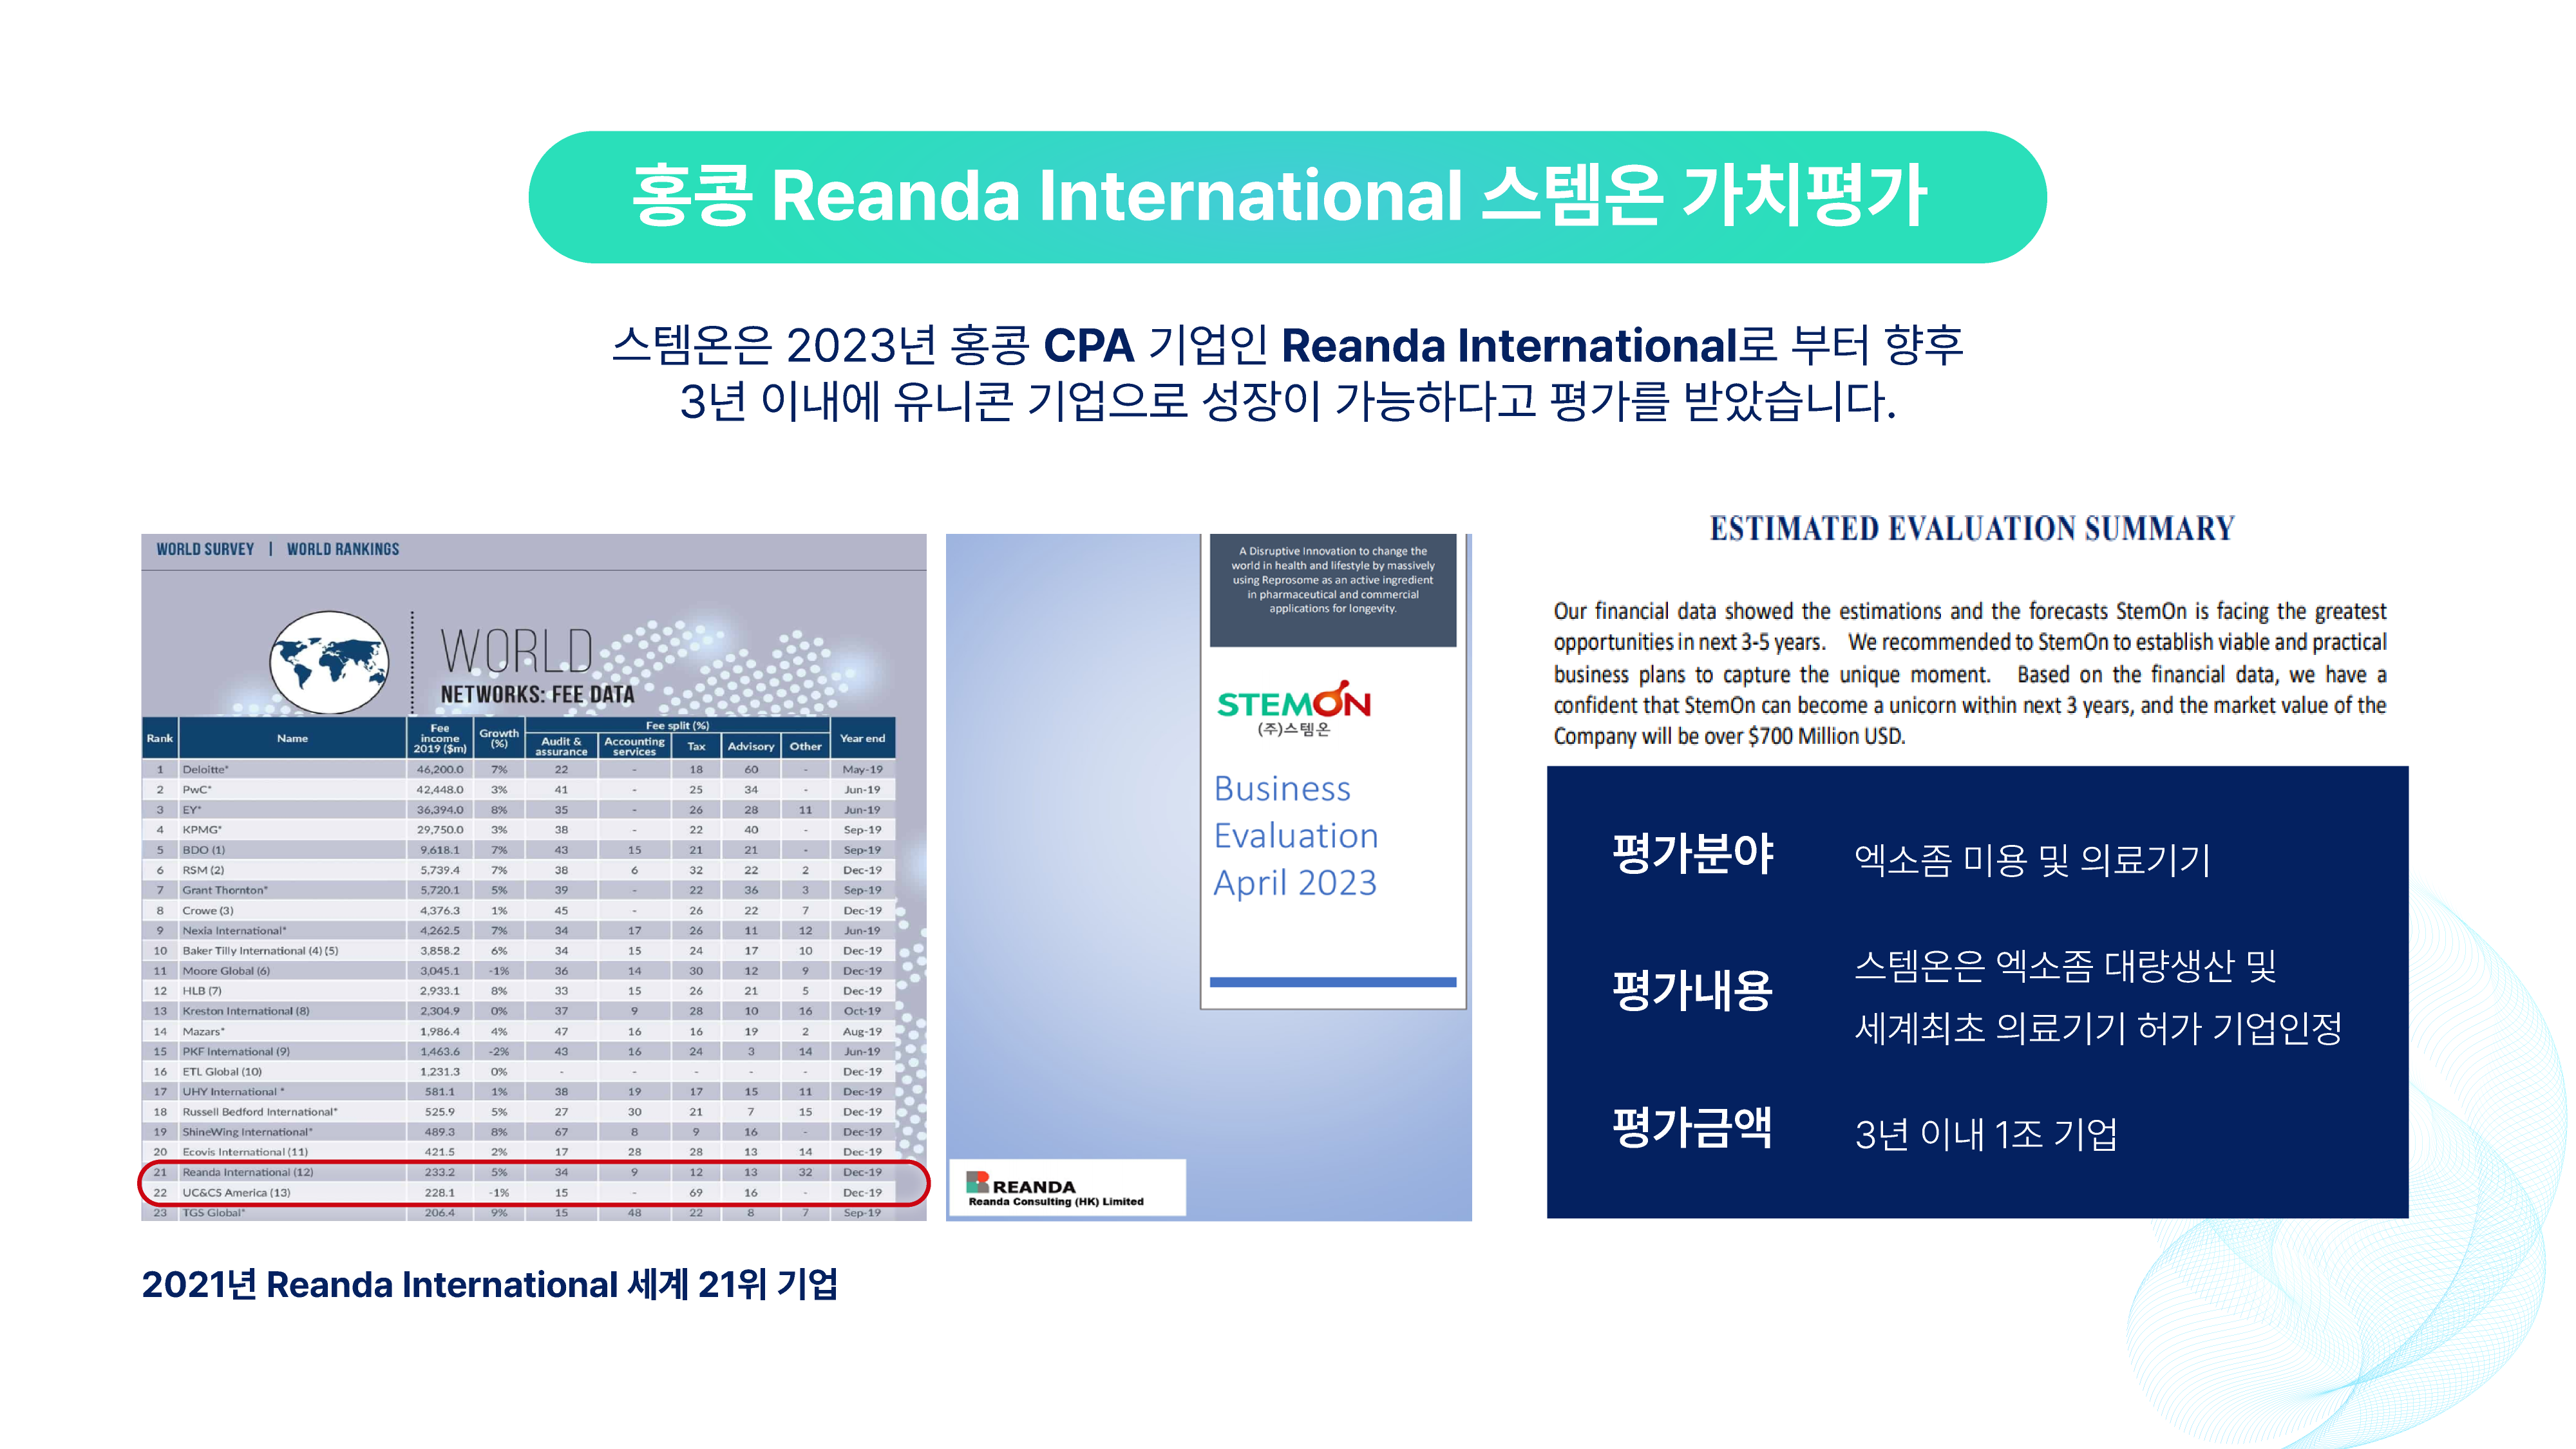 홍콩 Reanda International 스템온 가치평가
스템온은 2023년 홍콩 CPA 기업인 Reanda International로 부터 향후
3년 이내에 유니콘 기업으로 성장이 가능하다고 평가를 받았습니다.
WORLD SURVEY | WORLD RANKINGS
WORLD
NETWORKS: FEE DATA
Rank Name Fee income 2019 ($m) Growth (%) Fee split (%) Audit & assurance Accounting services Tax Advisory Other Year end
1 Deloitte* 46,200.0 7% 22 - 18 60 - May-19
2 PwC* 42,448.0 3% 41 - 25 34 - Jun-19
3 EY* 36,394.0 8% 35 - 26 28 11 Jun-19
4 KPMG* 29,750.0 3% 38 - 22 40 - Sep-19
5 BDO (1) 9,618.1 7% 43 15 21 21 - Sep-19
6 RSM (2) 5,739.4 7% 38 6 32 22 2 Dec-19
7 Grant Thornton* 5,720.1 5% 39 - 22 36 3 Sep-19
8 Crowe (3) 4,376.3 1% 45 - 26 22 7 Dec-19
9 Nexia International* 4,262.5 7% 34 17 26 11 12 Jun-19
10 Baker Tilly International (4) (5) 3,858.2 6% 34 15 24 17 10 Dec-19
11 Moore Global (6) 3,045.1 -1% 36 14 30 12 9 Dec-19
12 HLB (7) 2,933.1 8% 33 15 26 21 5 Dec-19
13 Kreston International (8) 2,304.9 0% 37 9 28 10 16 Oct-19
14 Mazars* 1,986.4 4% 47 16 16 19 2 Aug-19
15 PKF International (9) 1,463.6 -2% 43 16 24 3 14 Jun-19
16 ETL Global (10) 1,231.3 0% - - - - - Dec-19
17 UHY International * 581.1 1% 38 19 17 15 11 Dec-19
18 Russell Bedford International* 525.9 5% 27 30 21 7 15 Dec-19
19 ShineWing International* 489.3 8% 67 8 9 16 - Dec-19
20 Ecovis International (11) 421.5 2% 17 28 28 13 14 Dec-19
21 Reanda International (12) 233.2 5% 34 9 12 13 32 Dec-19
22 UC&CS America (13) 228.1 -1% 15 - 69 16 - Dec-19
23 TGS Global* 206.4 9% 15 48 22 8 7 Sep-19
2021년 Reanda International 세계 21위 기업
A Disruptive Innovation to change the
world in health and lifestyle by massively
using Reprosome as an active ingredient
in pharmaceutical and commercial
applications for longevity.
STEMON
(주)스템온
Business
Evaluation
April 2023
REANDA
Reanda Consulting (HK) Limited
ESTIMATED EVALUATION SUMMARY
Our financial data showed the estimations and the forecasts StemOn is facing the greatest
opportunities in next 3-5 years. We recommended to StemOn to establish viable and practical
business plans to capture the unique moment. Based on the financial data, we have a
confident that StemOn can become a unicorn within next 3 years, and the market value of the
Company will be over $700 Million USD.
평가분야 엑소좀 미용 및 의료기기
평가내용 스템온은 엑소좀 대량생산 및
세계최초 의료기기 허가 기업인정
평가금액 3년 이내 1조 기업